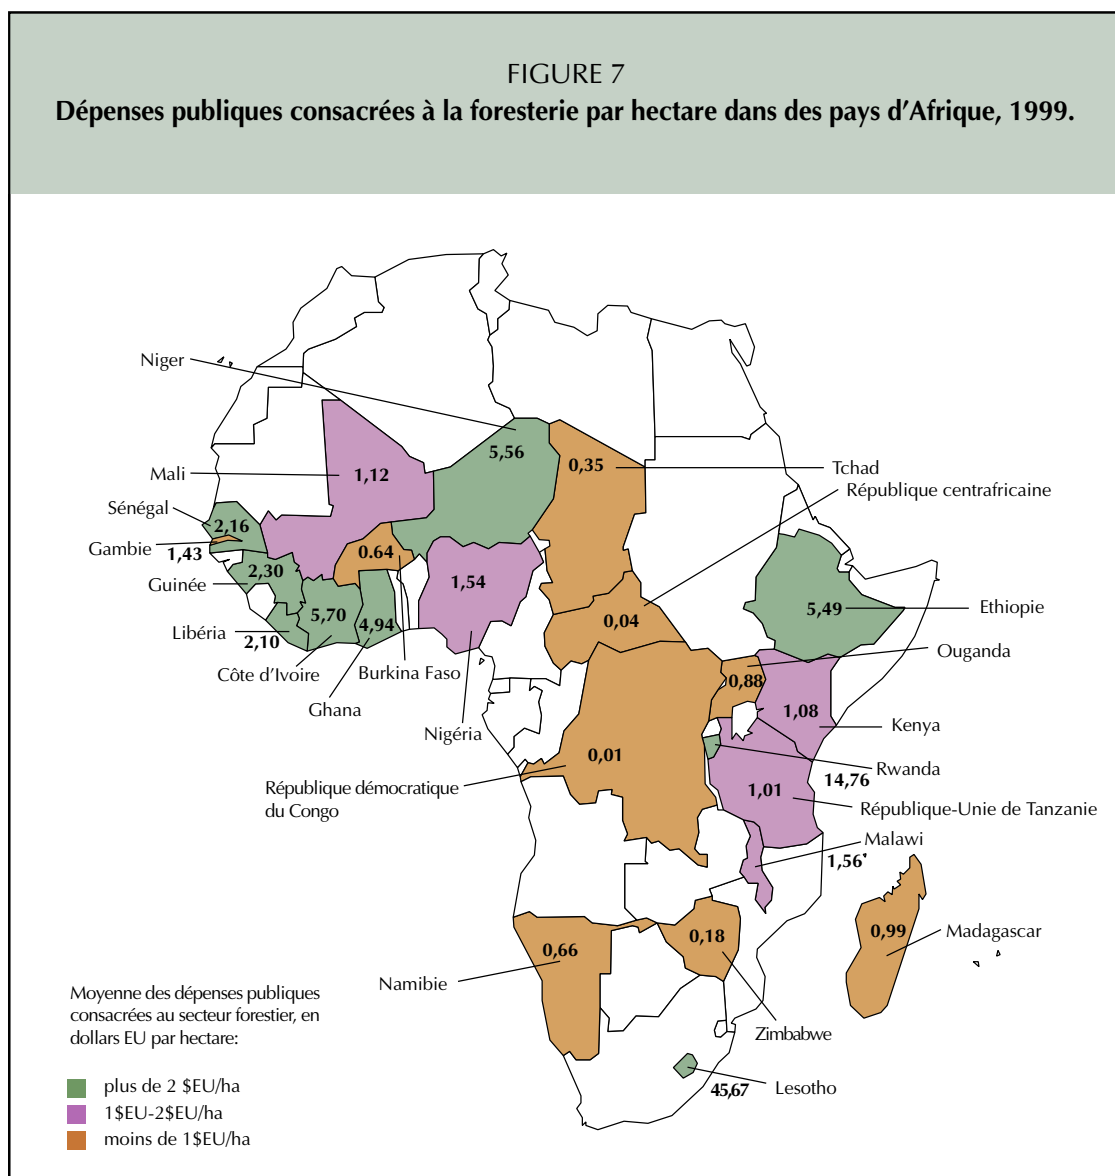 FIGURE 7
Dépenses publiques consacrées à la foresterie par hectare dans des pays d'Afrique, 1999.
Niger
5,56
0,35
Tchad
Mali
1,12
République centrafricaine
Sénégal
2,16
Gambie
1,43
0.64
Guinée
2,30
1,54
5,49
Ethiopie
Libéria
2,10
5,70
4,94
0,04
Ouganda
Côte d'Ivoire
Burkina Faso
0,88
Ghana
1,08
Kenya
Nigéria
0,01
Rwanda
14,76
République démocratique
du Congo
1,01
République-Unie de Tanzanie
Malawi
1,56
0,66
0,18
0,99
Madagascar
Namibie
Zimbabwe
Lesotho
45,67
Moyenne des dépenses publiques
consacrées au secteur forestier, en
dollars EU par hectare:
plus de 2 $EU/ha
1$EU-2$EU/ha
moins de 1$EU/ha